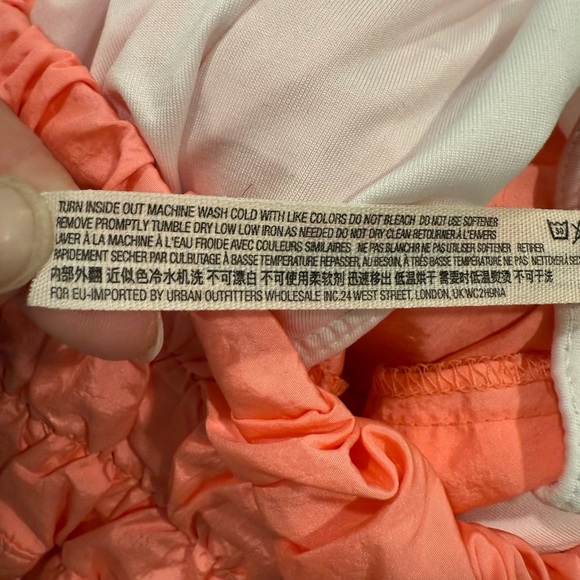 TURN INSIDE OUT MACHINE WASH COLD WITH LIKE COLORS DO NOT BLEACH DO NOT USE SOFTENER
REMOVE PROMPTLY TUMBLE DRY LOW LOW IRON AS NEEDED DO NOT DRY CLEAN RETOURNER À L'ENVERS
LAVER À LA MACHINE À L'EAU FROIDE AVEC COULEURS SIMILAIRES NE PAS BLANCHIR NE PAS UTILISER SOFTENER RETIRER
RAPIDEMENT SECHER PAR CULBUTAGE À BASSE TEMPERATURE REPASSER, AU BESOIN, À TRÈS BASSE TEMPÉRATURE NE PAS NETTOYER À SEC
内部外翻 近似色冷水机洗 不可漂白 不可使用柔软剂 迅速移出 低温烘干 需要时低温熨烫 不可干洗
FOR EU-IMPORTED BY URBAN OUTFITTERS WHOLESALE INC.24 WEST STREET, LONDON, UK WC2H9NA
30